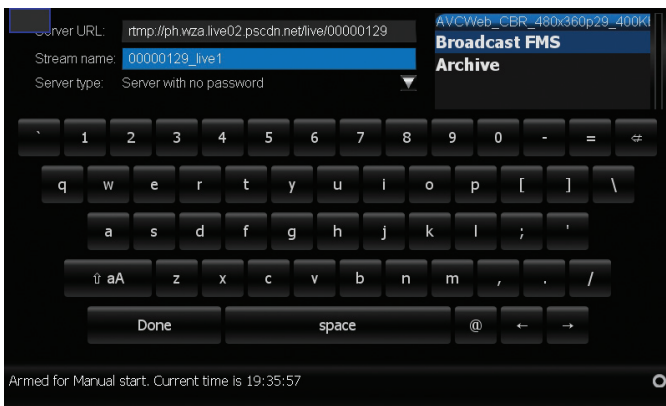 Server URL: rtmp://ph.wza.live02.pscdn.net/live/00000129
Stream name: 00000129_live1
Server type: Server with no password
AVCWeb_CBR_480x360p29_400K
Broadcast FMS
Archive
` 1 2 3 4 5 6 7 8 9 0 - =
q w e r t y u i o p [ ] \
a s d f g h j k l ; '
⇧ aA z x c v b n m , . /
Done space @ ← →
Armed for Manual start. Current time is 19:35:57